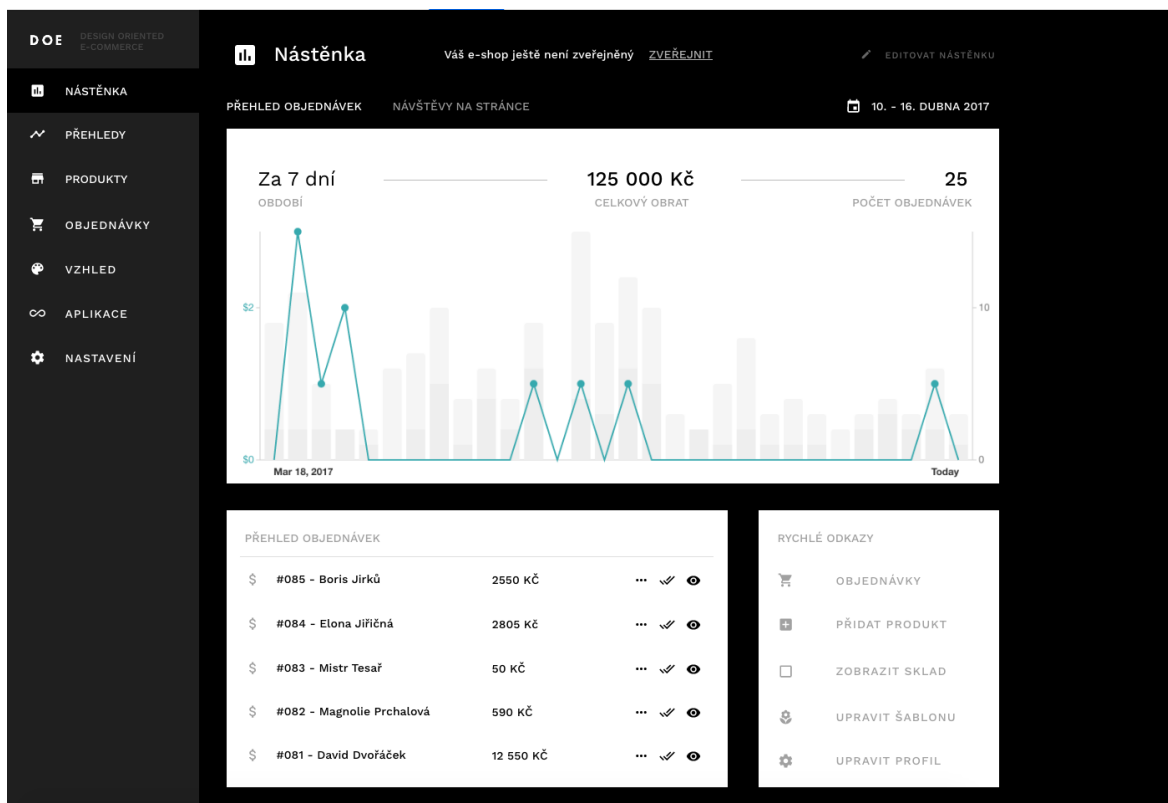 DOE
DESIGN ORIENTED
E-COMMERCE
NÁSTĚNKA
PŘEHLEDY
PRODUKTY
OBJEDNÁVKY
VZHLED
APLIKACE
NASTAVENÍ
Nástěnka
Váš e-shop ještě není zveřejněný ZVEŘEJNIT
EDITOVAT NÁSTĚNKU
PŘEHLED OBJEDNÁVEK
NÁVŠTĚVY NA STRÁNCE
10. - 16. DUBNA 2017
Za 7 dní
OBDOBÍ
125 000 Kč
CELKOVÝ OBRAT
25
POČET OBJEDNÁVEK
$2
10
$0
0
Mar 18, 2017
Today
PŘEHLED OBJEDNÁVEK
$ #085 - Boris Jirků 2550 KČ
$ #084 - Elona Jiřičná 2805 Kč
$ #083 - Mistr Tesař 50 KČ
$ #082 - Magnolie Prchalová 590 KČ
$ #081 - David Dvořáček 12 550 KČ
RYCHLÉ ODKAZY
OBJEDNÁVKY
PŘIDAT PRODUKT
ZOBRAZIT SKLAD
UPRAVIT ŠABLONU
UPRAVIT PROFIL